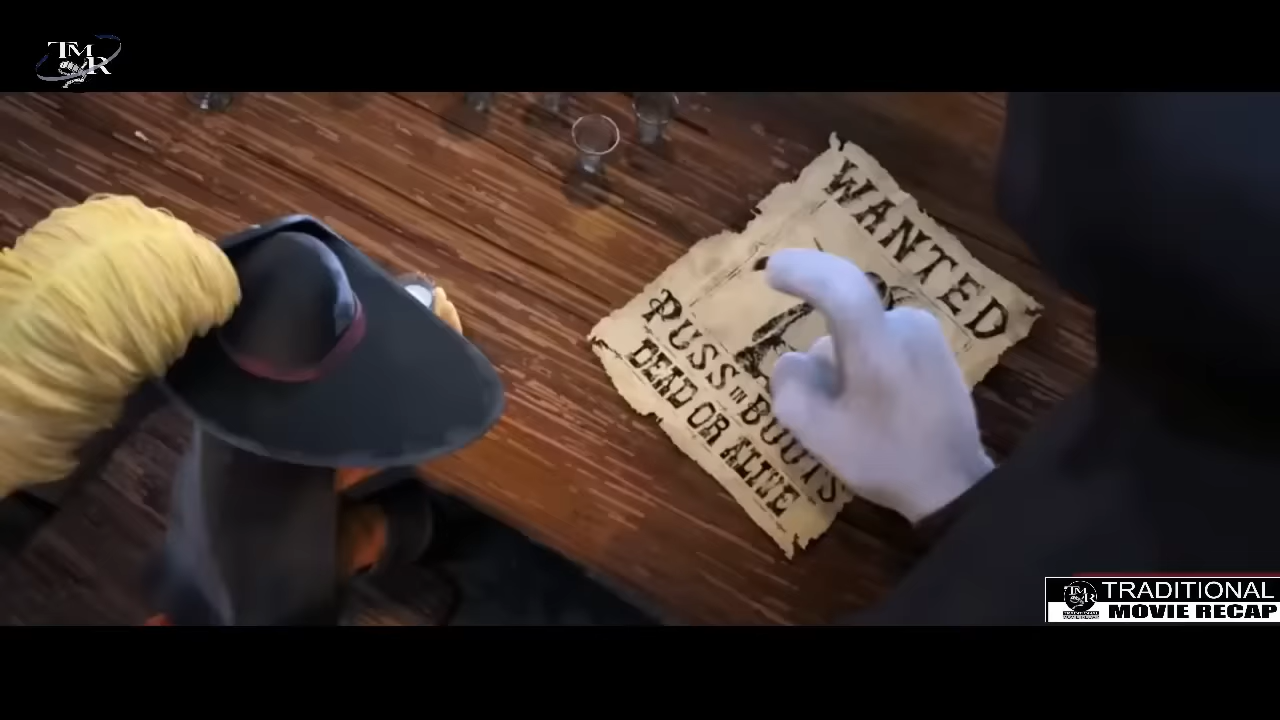 TMR
WANTED
PUSS in BOOTS
DEAD OR ALIVE
TRADITIONAL
MOVIE RECAP